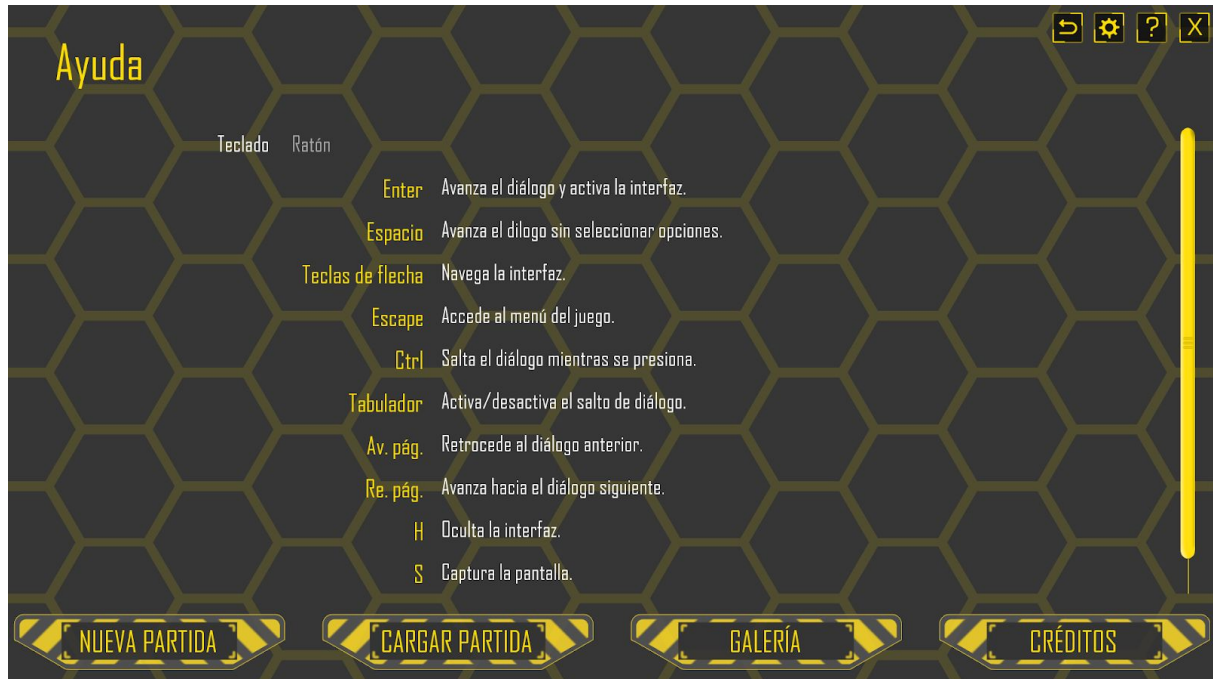 Ayuda
? X
Teclado Ratón
Enter Avanza el diálogo y activa la interfaz.
Espacio Avanza el dilogo sin seleccionar opciones.
Teclas de flecha Navega la interfaz.
Escape Accede al menú del juego.
Ctrl Salta el diálogo mientras se presiona.
Tabulador Activa/desactiva el salto de diálogo.
Av. pág. Retrocede al diálogo anterior.
Re. pág. Avanza hacia el diálogo siguiente.
H Oculta la interfaz.
S Captura la pantalla.
NUEVA PARTIDA CARGAR PARTIDA GALERÍA CRÉDITOS